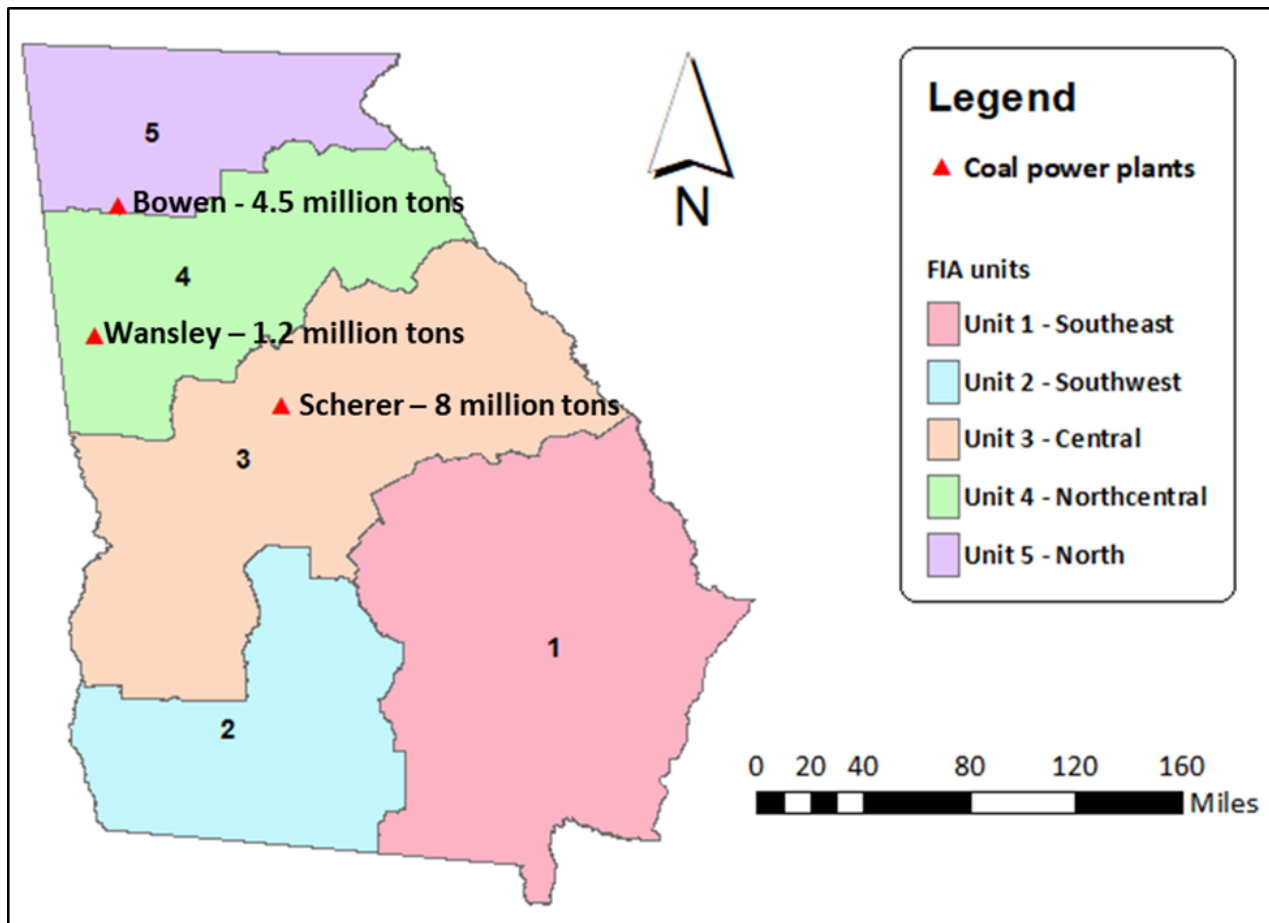 5
Bowen - 4.5 million tons
4
Wansley – 1.2 million tons
Scherer – 8 million tons
3
1
2
N
Legend
Coal power plants
FIA units
Unit 1 - Southeast
Unit 2 - Southwest
Unit 3 - Central
Unit 4 - Northcentral
Unit 5 - North
0 20 40 80 120 160
Miles